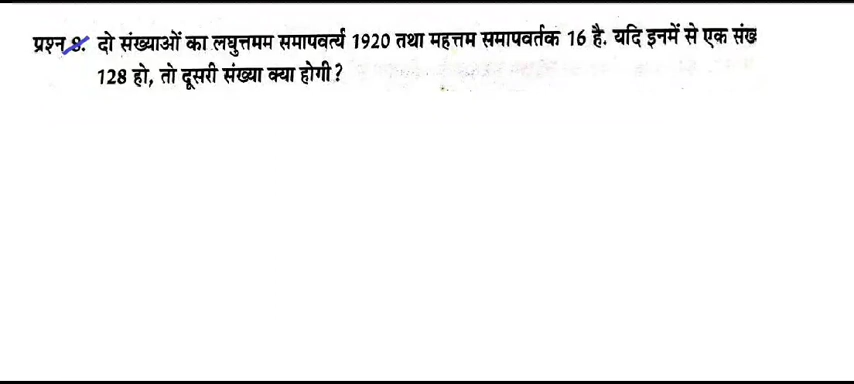 प्रश्न 8. दो संख्याओं का लघुत्तमम समापवर्त्य 1920 तथा महत्तम समापवर्तक 16 है. यदि इनमें से एक संख
128 हो, तो दूसरी संख्या क्या होगी?